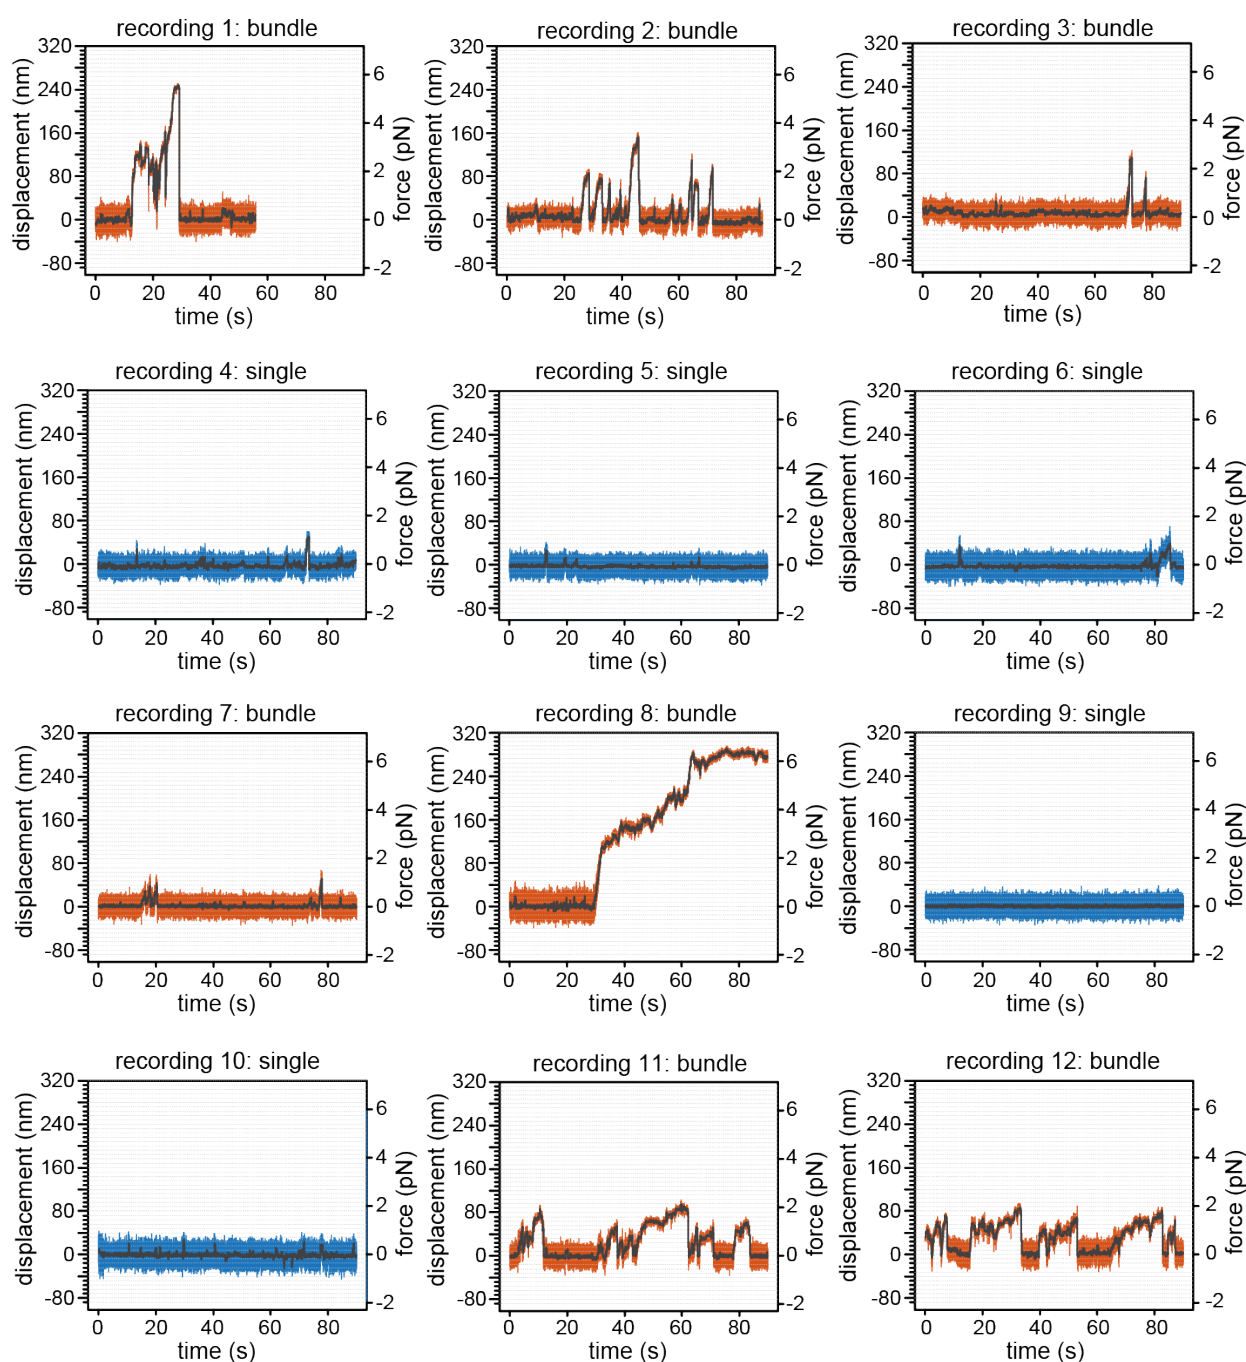 recording 1: bundle
displacement (nm)
320
240
160
80
0
-80
6
4
2
0
-2
force (pN)
0 20 40 60 80
time (s)
recording 2: bundle
displacement (nm)
320
240
160
80
0
-80
6
4
2
0
-2
force (pN)
0 20 40 60 80
time (s)
recording 3: bundle
displacement (nm)
320
240
160
80
0
-80
6
4
2
0
-2
force (pN)
0 20 40 60 80
time (s)
recording 4: single
displacement (nm)
320
240
160
80
0
-80
6
4
2
0
-2
force (pN)
0 20 40 60 80
time (s)
recording 5: single
displacement (nm)
320
240
160
80
0
-80
6
4
2
0
-2
force (pN)
0 20 40 60 80
time (s)
recording 6: single
displacement (nm)
320
240
160
80
0
-80
6
4
2
0
-2
force (pN)
0 20 40 60 80
time (s)
recording 7: bundle
displacement (nm)
320
240
160
80
0
-80
6
4
2
0
-2
force (pN)
0 20 40 60 80
time (s)
recording 8: bundle
displacement (nm)
320
240
160
80
0
-80
6
4
2
0
-2
force (pN)
0 20 40 60 80
time (s)
recording 9: single
displacement (nm)
320
240
160
80
0
-80
6
4
2
0
-2
force (pN)
0 20 40 60 80
time (s)
recording 10: single
displacement (nm)
320
240
160
80
0
-80
6
4
2
0
-2
force (pN)
0 20 40 60 80
time (s)
recording 11: bundle
displacement (nm)
320
240
160
80
0
-80
6
4
2
0
-2
force (pN)
0 20 40 60 80
time (s)
recording 12: bundle
displacement (nm)
320
240
160
80
0
-80
6
4
2
0
-2
force (pN)
0 20 40 60 80
time (s)